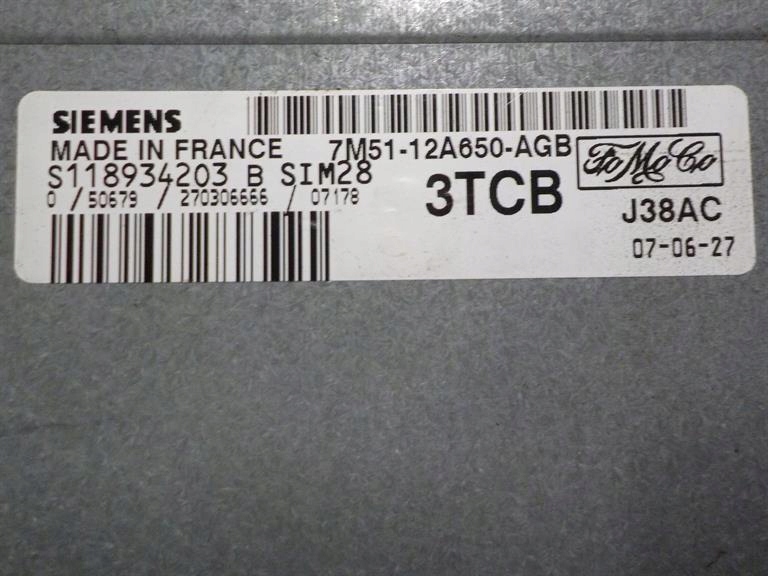 SIEMENS
MADE IN FRANCE 7M51-12A650-AGB FoMoCo
S118934203 B SIM28 3TCB J38AC
0 / 50679 / 270306666 / 07178
07-06-27